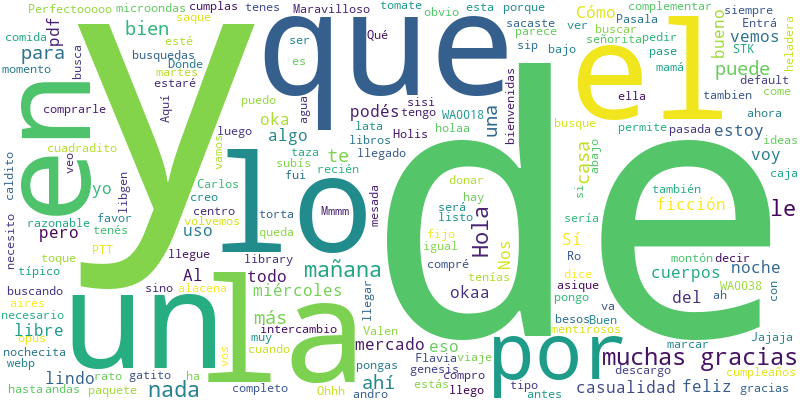 Perfectooooo microondas cumplas tenes Maravilloso tomate obvio esta porque complementar
comida pdf bien saque Qué sacaste ver Cómo Pasala siempre Entrá
para busca busquedas esté ser parece buscar pedir bueno vemos
momento Donde martes es sip bajo señorita pase mamá STK puede heladera
y que el
en comprarle Aquí estaré puedo agua podés sisi tengo WA0018 una bienvenidas ella default tambien come
oka algo luego lata Holis holaa busque permite pasada estoy ahora
cuadradito vamos libros llegado casa abajo voy ideas
caldito veo yo libgen Carlos creo taza subís te recién fui donar hay si también caja
lo de
razonable favor centro torta Mmmm mesada será listo Hola ficción le
necesito pero tenés uso volvemos queda fijo igual Nos sería
toque PTT llegue library compré Sí montón decir
típico Al todo mañana tenías Ro cuerpos noche
buscando sino alacena miércoles llegar okaa dice asique del ah WA0038 con
aires un la más pongo va
necesario intercambio Valen besos Buen
libre opus muy mercado eso por mentirosos marcar Jajaja
nochecita vos cuando pongas Flavia viaje muchas gracias
webp lindo rato gatito ha ahí genesis compro descargo cumpleaños
hasta andas paquete nada completo Ohhh andro estás llego tipo antes casualidad feliz gracias